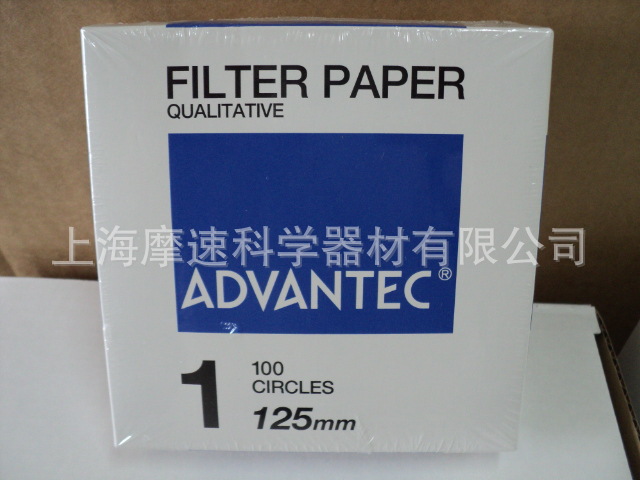 FILTER PAPER
QUALITATIVE
上海摩速科学器材有限公司
ADVANTEC®
1
100
CIRCLES
125mm